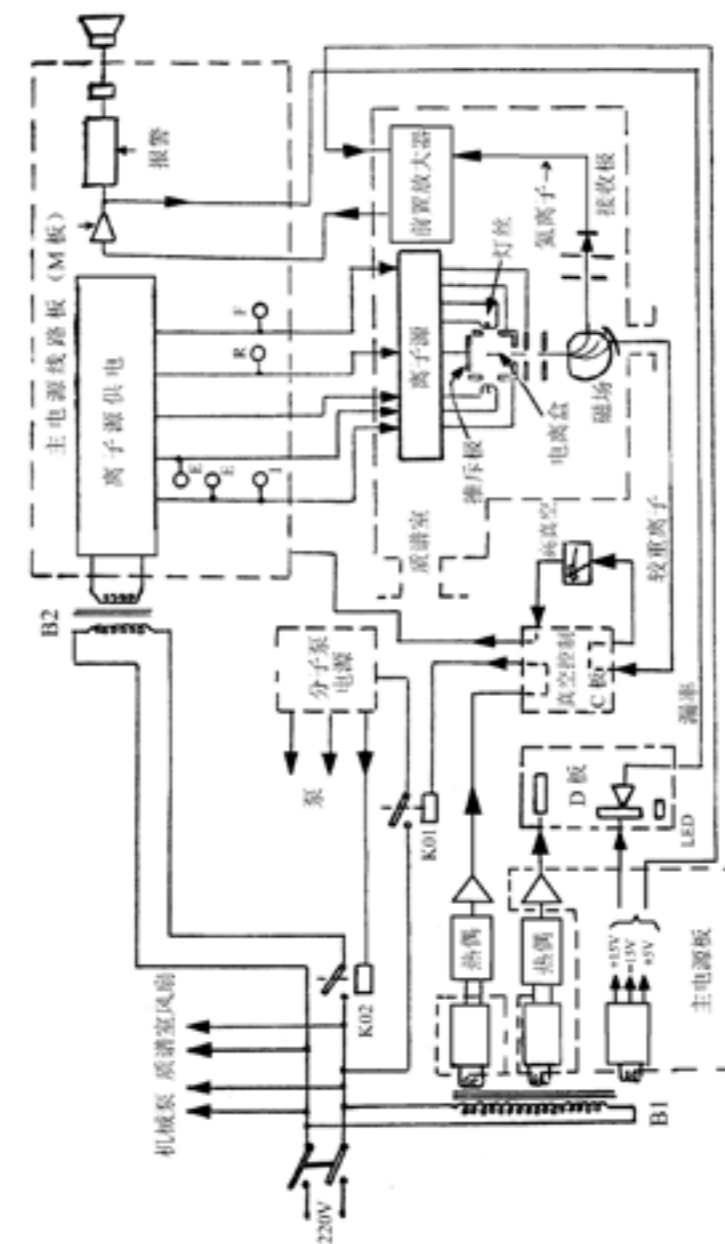 主电源线路板（M板）
报警
离子源供电
F
R
E
E
I
B2
前置放大器
氦离子
接收板
灯丝
离子源
推斥极
电离盒
磁场
质谱室
高真空
较重离子
真空控制
C板
漏率
分子泵
电源
泵
K01
K02
D板
LED
热偶
热偶
+15V
-15V
+5V
主电源板
B1
质谱室风扇
机械泵
220V